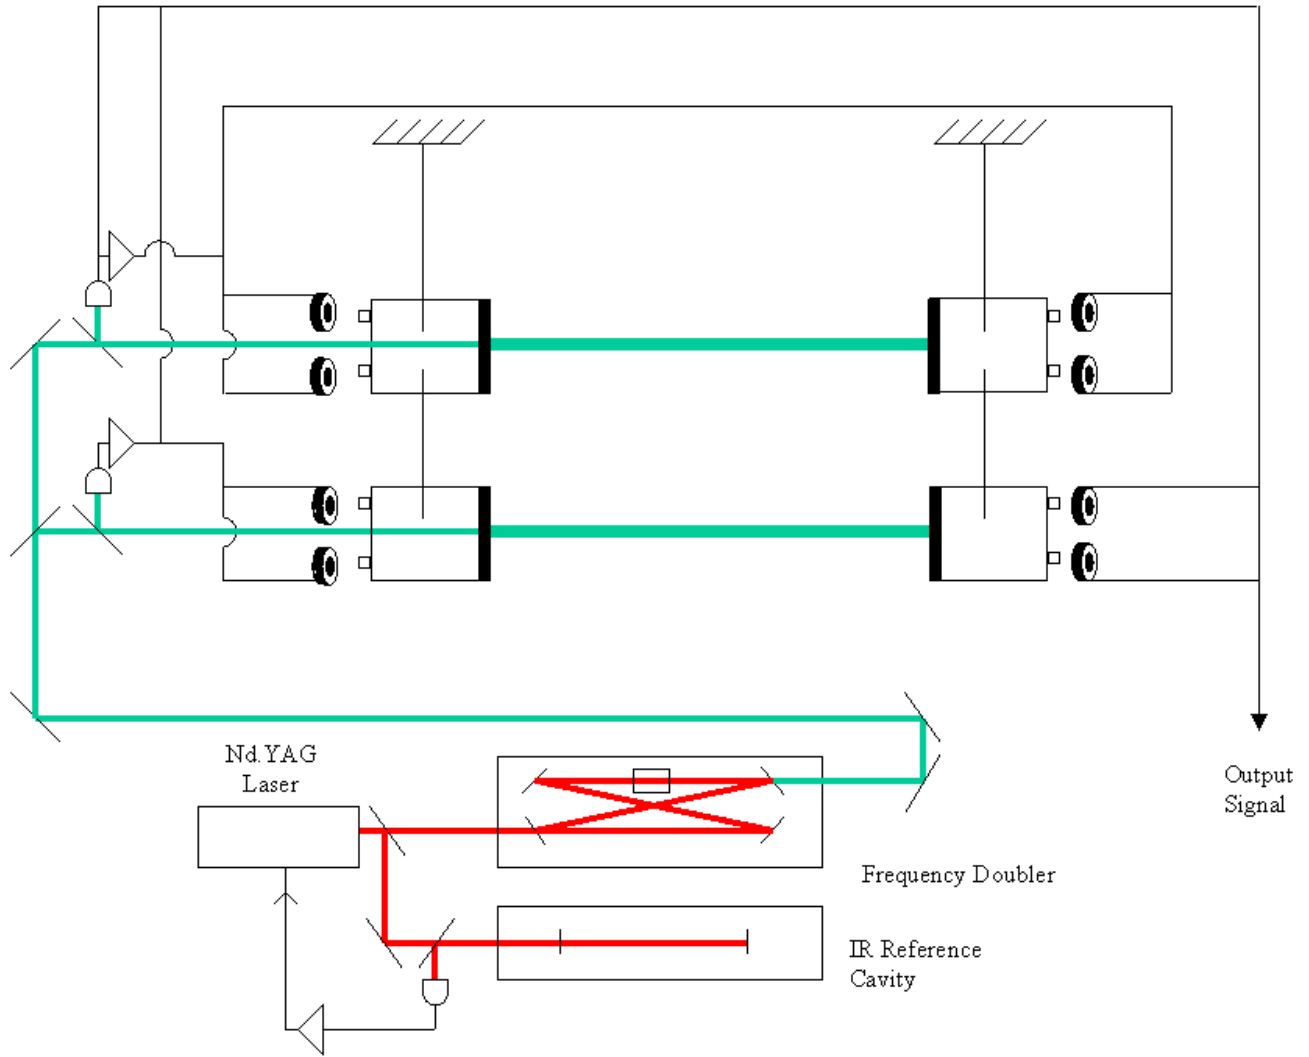 Nd.YAG
Laser
Output
Signal
Frequency Doubler
IR Reference
Cavity